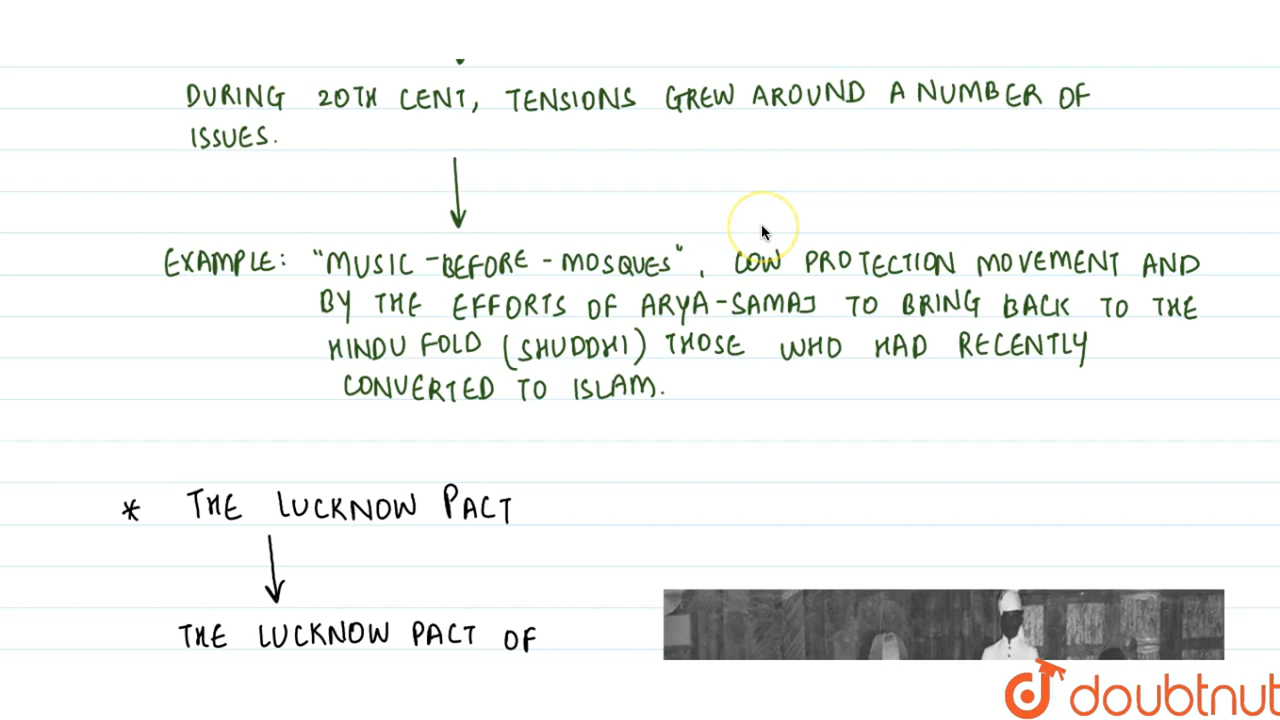 DURING 20TH CENT, TENSIONS GREW AROUND A NUMBER OF
ISSUES.
EXAMPLE: "MUSIC-BEFORE-MOSQUES", COW PROTECTION MOVEMENT AND
BY THE EFFORTS OF ARYA-SAMAJ TO BRING BACK TO THE
HINDU FOLD (SHUDDHI) THOSE WHO HAD RECENTLY
CONVERTED TO ISLAM.
* THE LUCKNOW PACT
THE LUCKNOW PACT OF
doubtnut